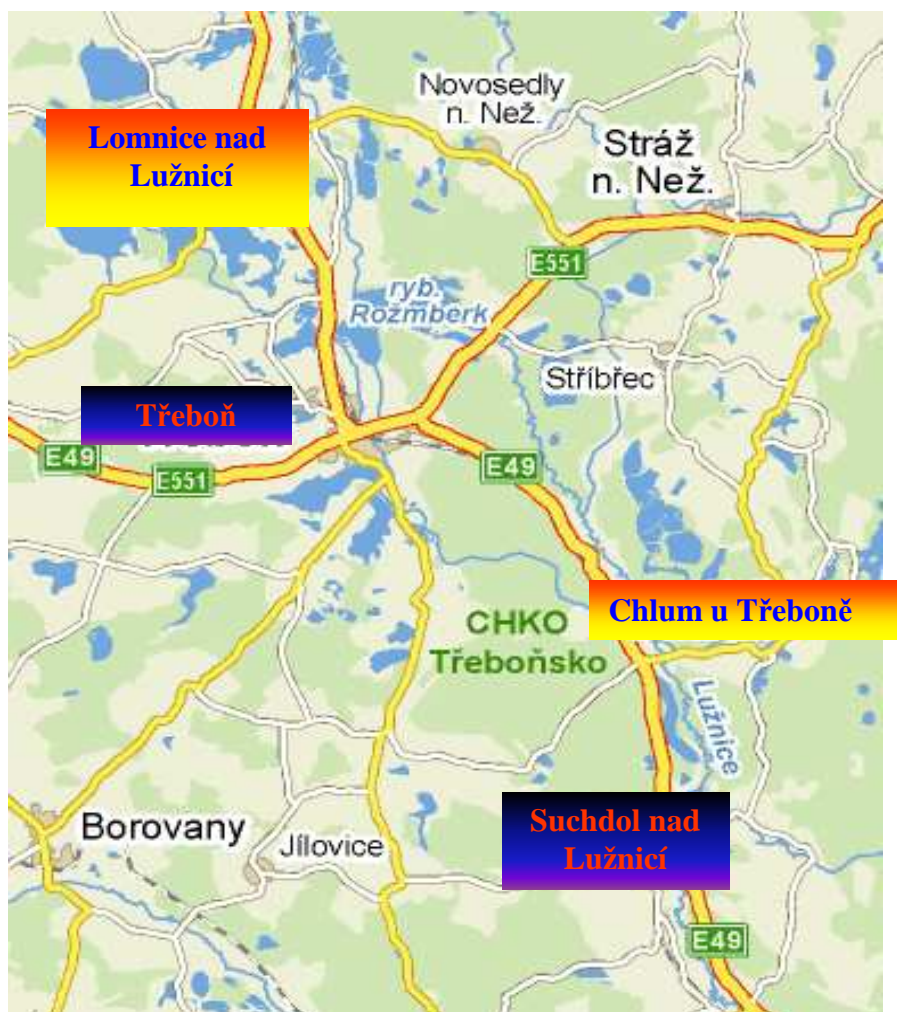 Novosedly
n. Než.
Lomnice nad
Lužnicí
Stráž
n. Než.
E551
ryb.
Rožmberk
Stříbřec
Třeboň
E49
E551
E49
CHKO
Třeboňsko
Chlum u Třeboně
Lužnice
Suchdol nad
Lužnicí
Borovany
Jílovice
E49